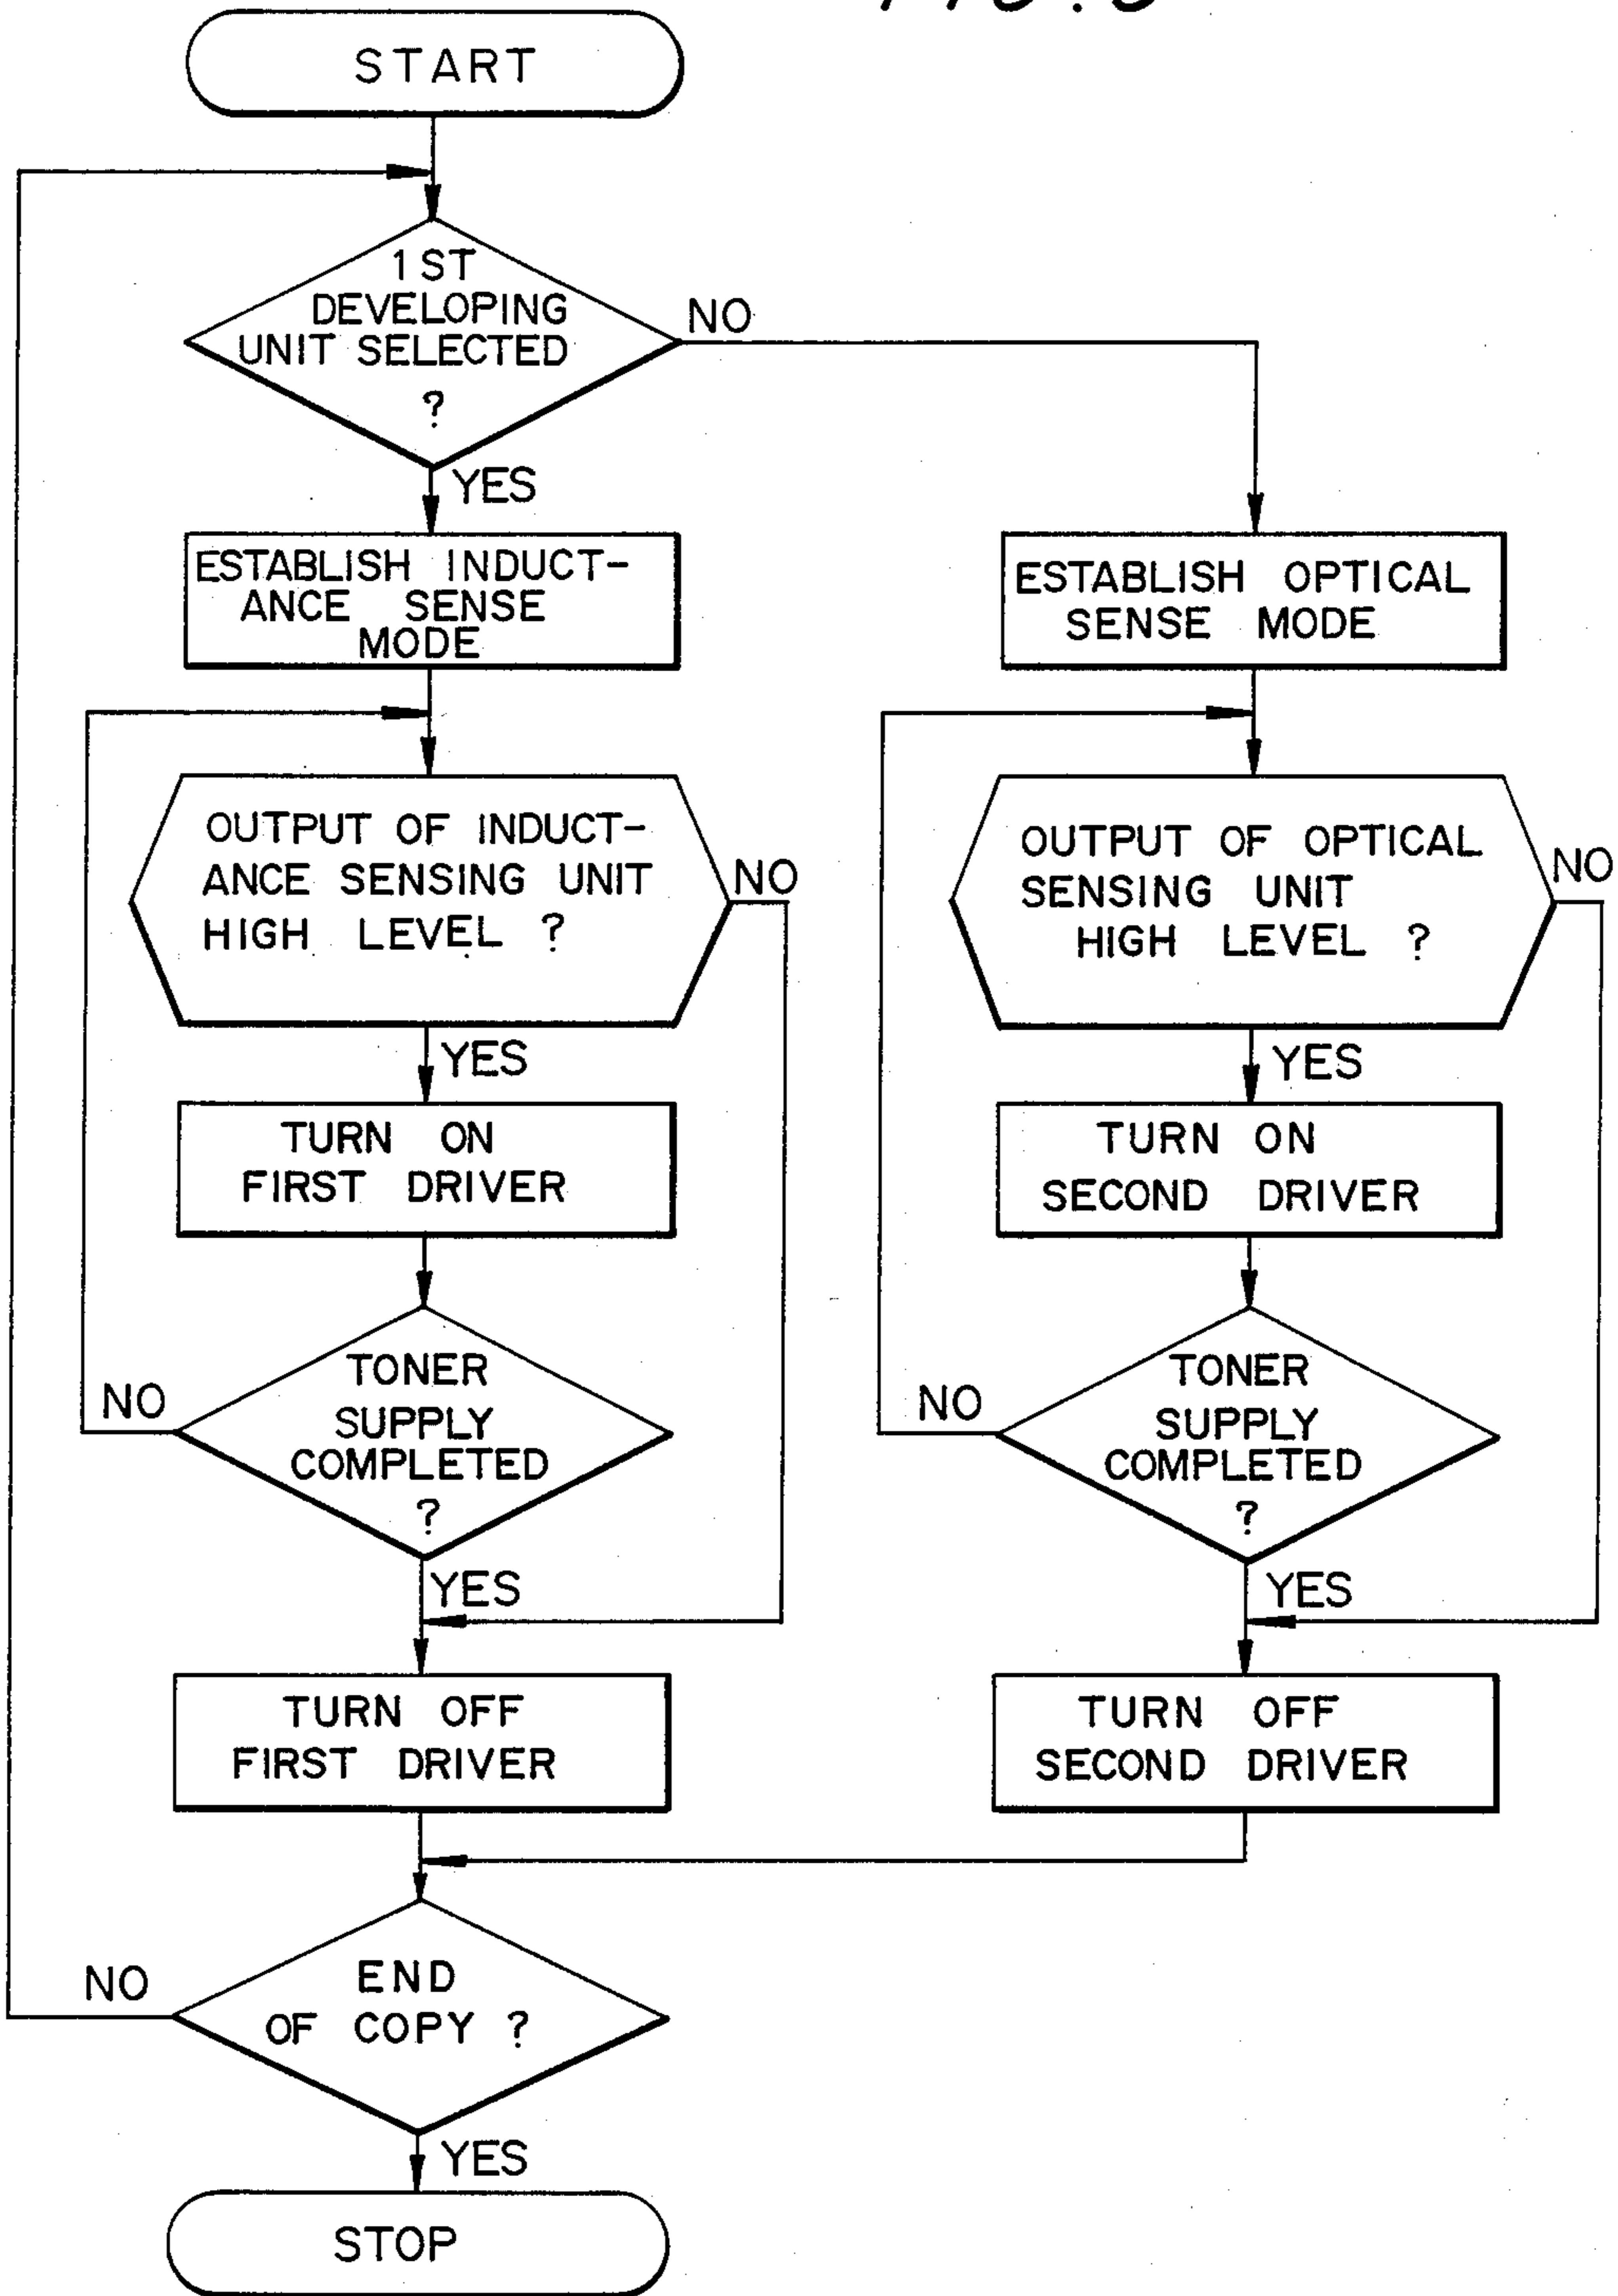 START
1 ST
DEVELOPING
UNIT SELECTED
?
NO
YES
ESTABLISH INDUCT-
ANCE SENSE
MODE
ESTABLISH OPTICAL
SENSE MODE
OUTPUT OF INDUCT-
ANCE SENSING UNIT
HIGH LEVEL ?
NO
YES
OUTPUT OF OPTICAL
SENSING UNIT
HIGH LEVEL ?
NO
YES
TURN ON
FIRST DRIVER
TURN ON
SECOND DRIVER
TONER
SUPPLY
COMPLETED
?
NO
YES
TONER
SUPPLY
COMPLETED
?
NO
YES
TURN OFF
FIRST DRIVER
TURN OFF
SECOND DRIVER
END
OF COPY ?
NO
YES
STOP